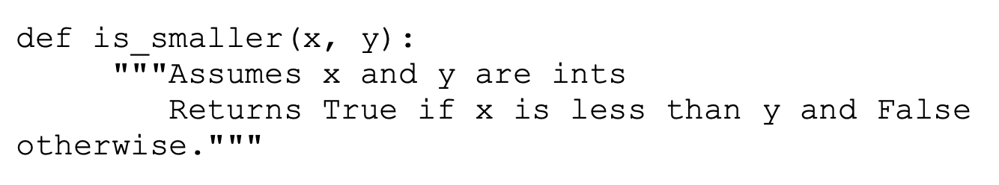 def is_smaller(x, y):
     """Assumes x and y are ints
        Returns True if x is less than y and False
otherwise."""